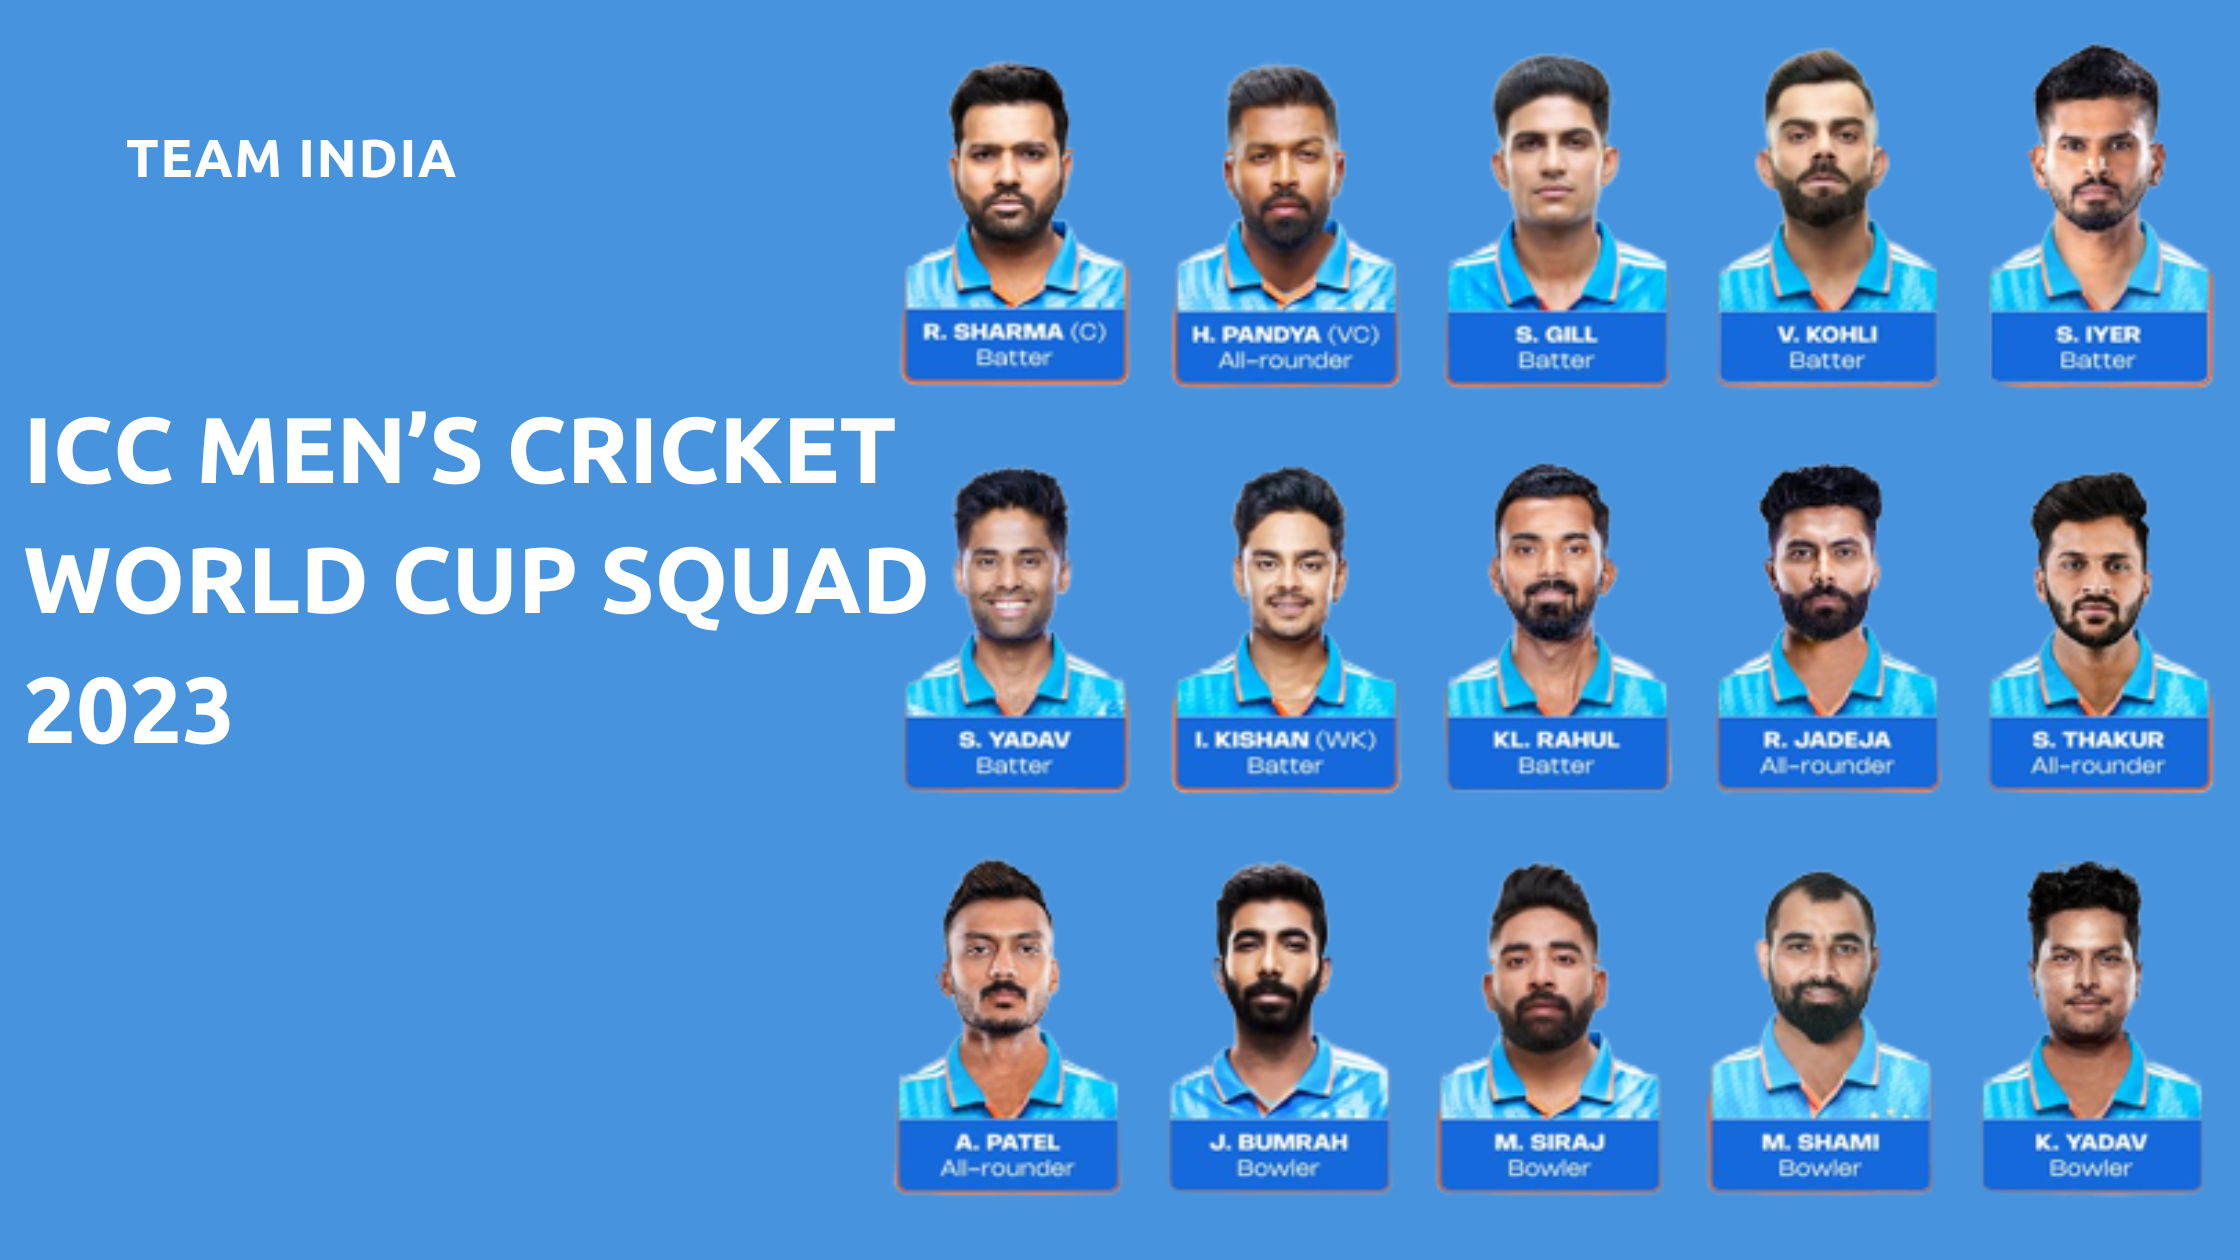 TEAM INDIA
ICC MEN’S CRICKET
WORLD CUP SQUAD
2023
R. SHARMA (C)
Batter
H. PANDYA (VC)
All-rounder
S. GILL
Batter
V. KOHLI
Batter
S. IYER
Batter
S. YADAV
Batter
I. KISHAN (WK)
Batter
KL. RAHUL
Batter
R. JADEJA
All-rounder
S. THAKUR
All-rounder
A. PATEL
All-rounder
J. BUMRAH
Bowler
M. SIRAJ
Bowler
M. SHAMI
Bowler
K. YADAV
Bowler